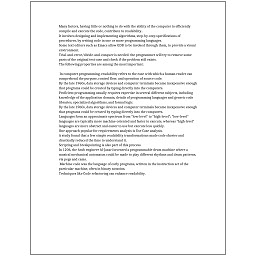 Many factors, having little or nothing to do with the ability of the computer to efficiently
compile and execute the code, contribute to readability.
It involves designing and implementing algorithms, step-by-step specifications of
procedures, by writing code in one or more programming languages.
Some text editors such as Emacs allow GDB to be invoked through them, to provide a visual
environment.
Trial-and-error/divide-and-conquer is needed: the programmer will try to remove some
parts of the original test case and check if the problem still exists.
The following properties are among the most important:

In computer programming, readability refers to the ease with which a human reader can
comprehend the purpose, control flow, and operation of source code.
By the late 1960s, data storage devices and computer terminals became inexpensive enough
that programs could be created by typing directly into the computers.
Proficient programming usually requires expertise in several different subjects, including
knowledge of the application domain, details of programming languages and generic code
libraries, specialized algorithms, and formal logic.
By the late 1960s, data storage devices and computer terminals became inexpensive enough
that programs could be created by typing directly into the computers.
Languages form an approximate spectrum from "low-level" to "high-level"; "low-level"
languages are typically more machine-oriented and faster to execute, whereas "high-level"
languages are more abstract and easier to use but execute less quickly.
One approach popular for requirements analysis is Use Case analysis.
A study found that a few simple readability transformations made code shorter and
drastically reduced the time to understand it.
Scripting and breakpointing is also part of this process.
In 1206, the Arab engineer Al-Jazari invented a programmable drum machine where a
musical mechanical automaton could be made to play different rhythms and drum patterns,
via pegs and cams.
Machine code was the language of early programs, written in the instruction set of the
particular machine, often in binary notation.
Techniques like Code refactoring can enhance readability.